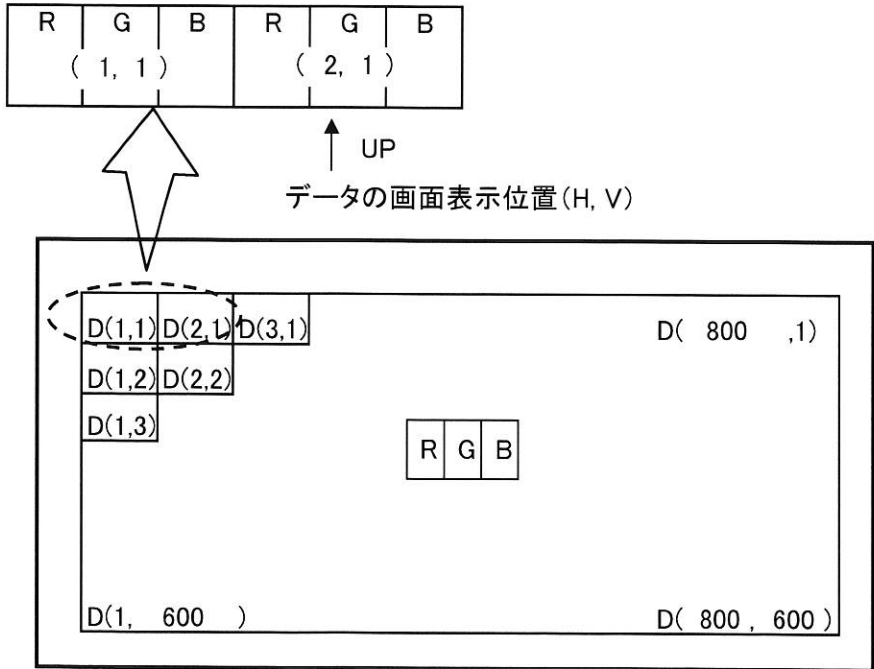 R G B R G B
( 1, 1 ) ( 2, 1 )
UP
データの画面表示位置(H, V)
D(1,1) D(2,1) D(3,1) D( 800 ,1)
D(1,2) D(2,2)
D(1,3)
R G B
D(1, 600 ) D( 800 , 600 )